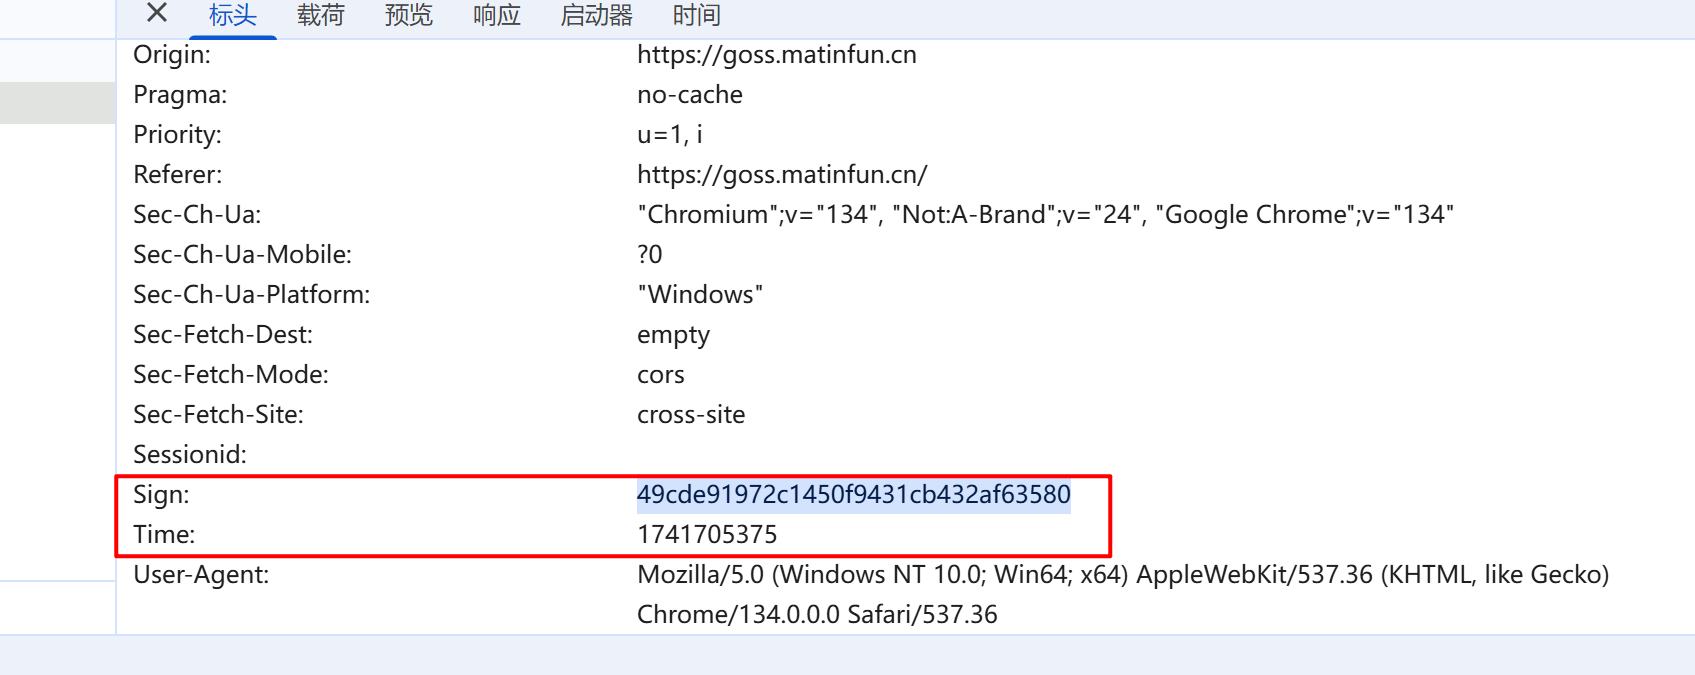 标头 载荷 预览 响应 启动器 时间
Origin: https://goss.matinfun.cn
Pragma: no-cache
Priority: u=1, i
Referer: https://goss.matinfun.cn/
Sec-Ch-Ua: "Chromium";v="134", "Not:A-Brand";v="24", "Google Chrome";v="134"
Sec-Ch-Ua-Mobile: ?0
Sec-Ch-Ua-Platform: "Windows"
Sec-Fetch-Dest: empty
Sec-Fetch-Mode: cors
Sec-Fetch-Site: cross-site
Sessionid:
Sign: 49cde91972c1450f9431cb432af63580
Time: 1741705375
User-Agent: Mozilla/5.0 (Windows NT 10.0; Win64; x64) AppleWebKit/537.36 (KHTML, like Gecko)
Chrome/134.0.0.0 Safari/537.36